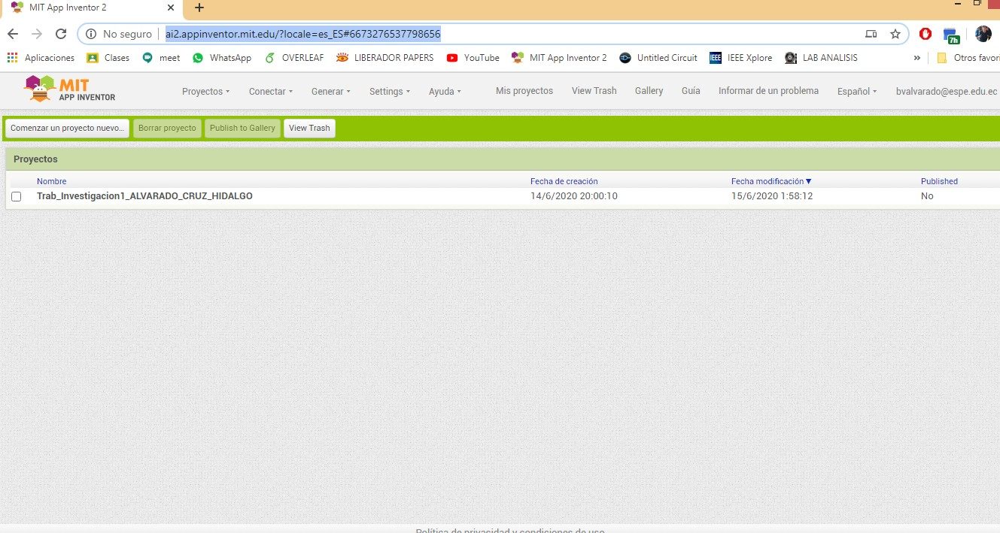 MIT App Inventor 2
No seguro
ai2.appinventor.mit.edu/?locale=es_ES#6673276537798656
7h
Aplicaciones Clases meet WhatsApp OVERLEAF LIBERADOR PAPERS YouTube MIT App Inventor 2 Untitled Circuit IEEE IEEE Xplore LAB ANALISIS » Otros favori
MIT
APP INVENTOR
Proyectos Conectar Generar Settings Ayuda Mis proyectos View Trash Gallery Guía Informar de un problema Español bvalvarado@espe.edu.ec
Comenzar un proyecto nuevo... Borrar proyecto Publish to Gallery View Trash
Proyectos
Nombre Fecha de creación Fecha modificación▼ Published
Trab_Investigacion1_ALVARADO_CRUZ_HIDALGO 14/6/2020 20:00:10 15/6/2020 1:58:12 No
Política de privacidad y condiciones de uso